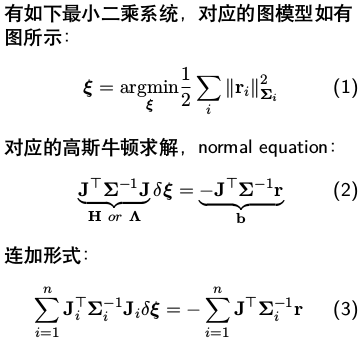 有如下最小二乘系统，对应的图模型如有
图所示：
$$\boldsymbol{\xi} = \underset{\boldsymbol{\xi}}{\operatorname{argmin}} \frac{1}{2} \sum_{i} \|\mathbf{r}_i\|_{\boldsymbol{\Sigma}_i}^2 \quad (1)$$
对应的高斯牛顿求解，normal equation：
$$\underbrace{\mathbf{J}^\top \boldsymbol{\Sigma}^{-1} \mathbf{J}}_{\mathbf{H}\ or\ \boldsymbol{\Lambda}} \delta\boldsymbol{\xi} = \underbrace{-\mathbf{J}^\top \boldsymbol{\Sigma}^{-1} \mathbf{r}}_{\mathbf{b}} \quad (2)$$
连加形式：
$$\sum_{i=1}^{n} \mathbf{J}_i^\top \boldsymbol{\Sigma}_i^{-1} \mathbf{J}_i \delta\boldsymbol{\xi} = -\sum_{i=1}^{n} \mathbf{J}^\top \boldsymbol{\Sigma}_i^{-1} \mathbf{r} \quad (3)$$